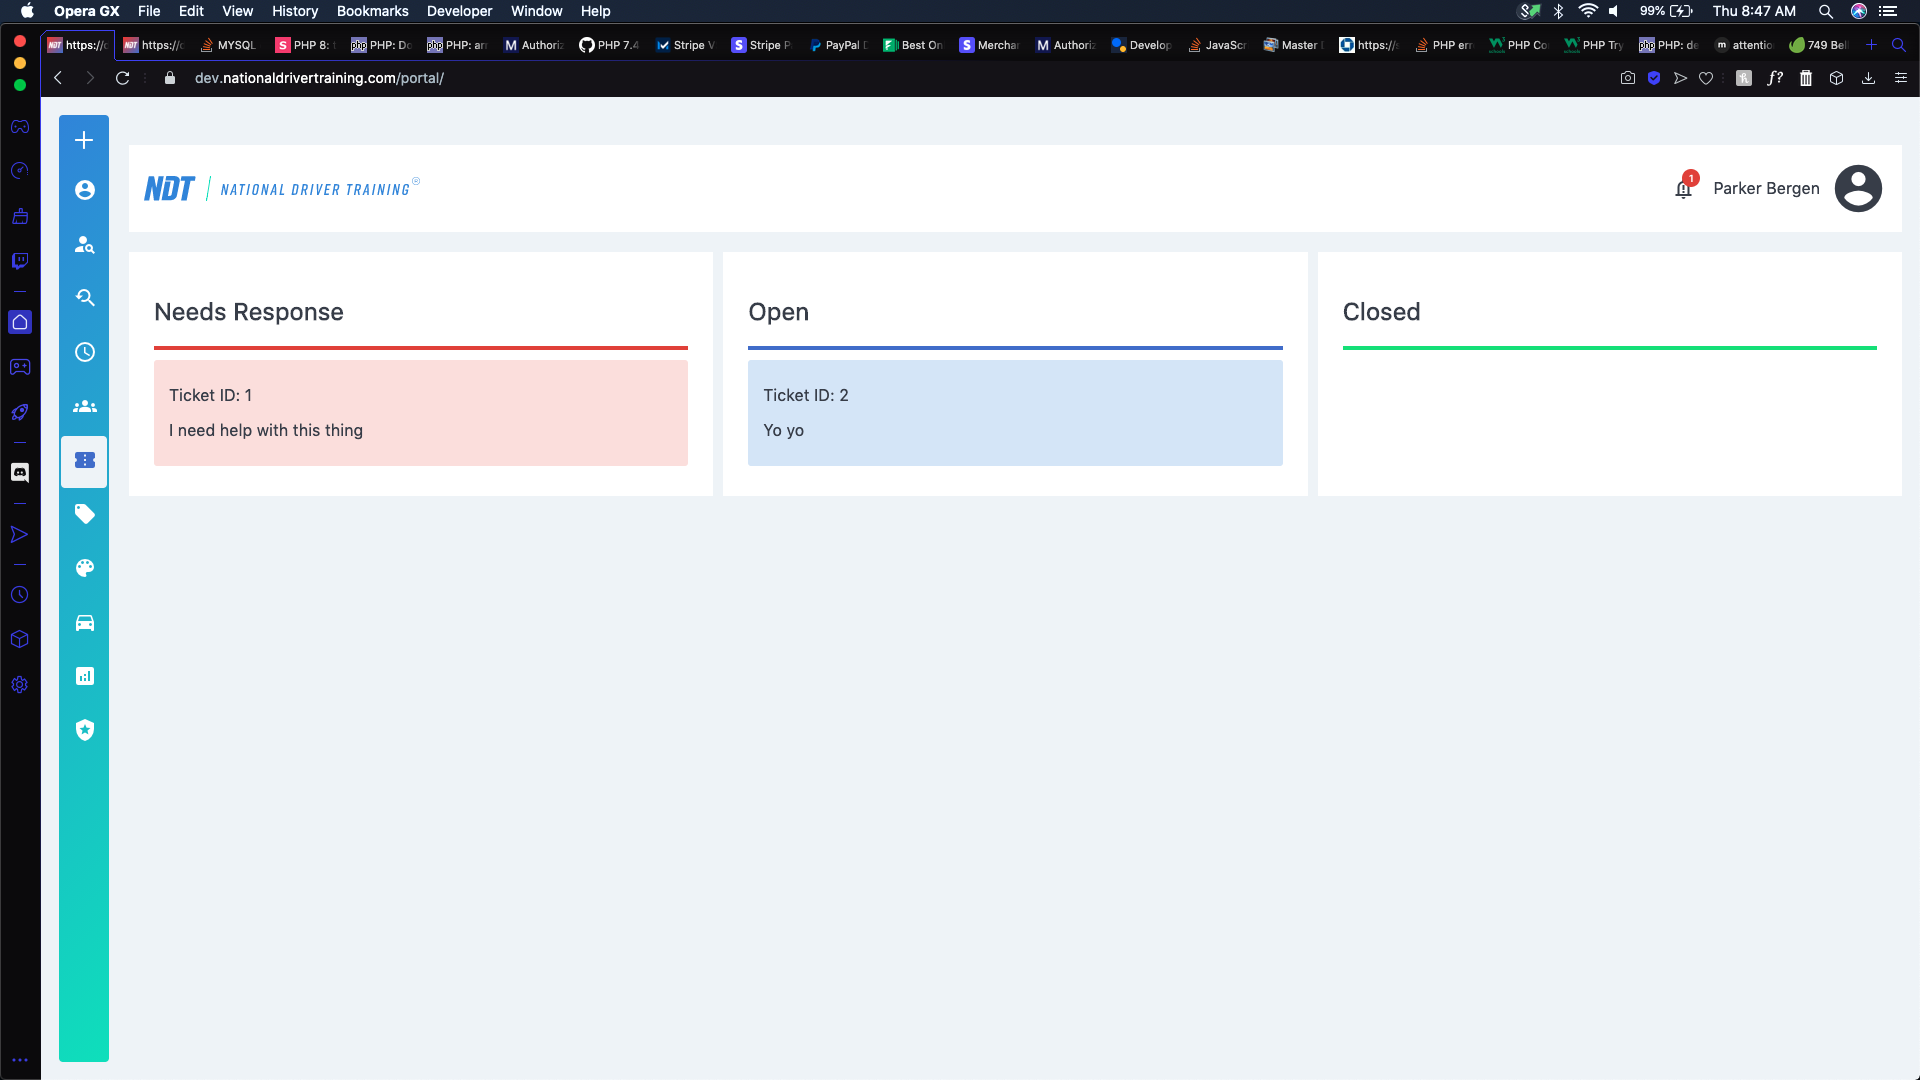 Opera GX File Edit View History Bookmarks Developer Window Help 99% Thu 8:47 AM
https:// https:// MYSQL PHP 8: PHP: Do PHP: arr Authoriz PHP 7.4 Stripe Stripe PayPal Best On Merchan Authoriz Develop JavaScr Master https:// PHP err PHP Co PHP Try PHP: de attentio 749 Bel
dev.nationaldrivertraining.com/portal/
NDT NATIONAL DRIVER TRAINING
1
Parker Bergen
Needs Response
Ticket ID: 1
I need help with this thing
Open
Ticket ID: 2
Yo yo
Closed